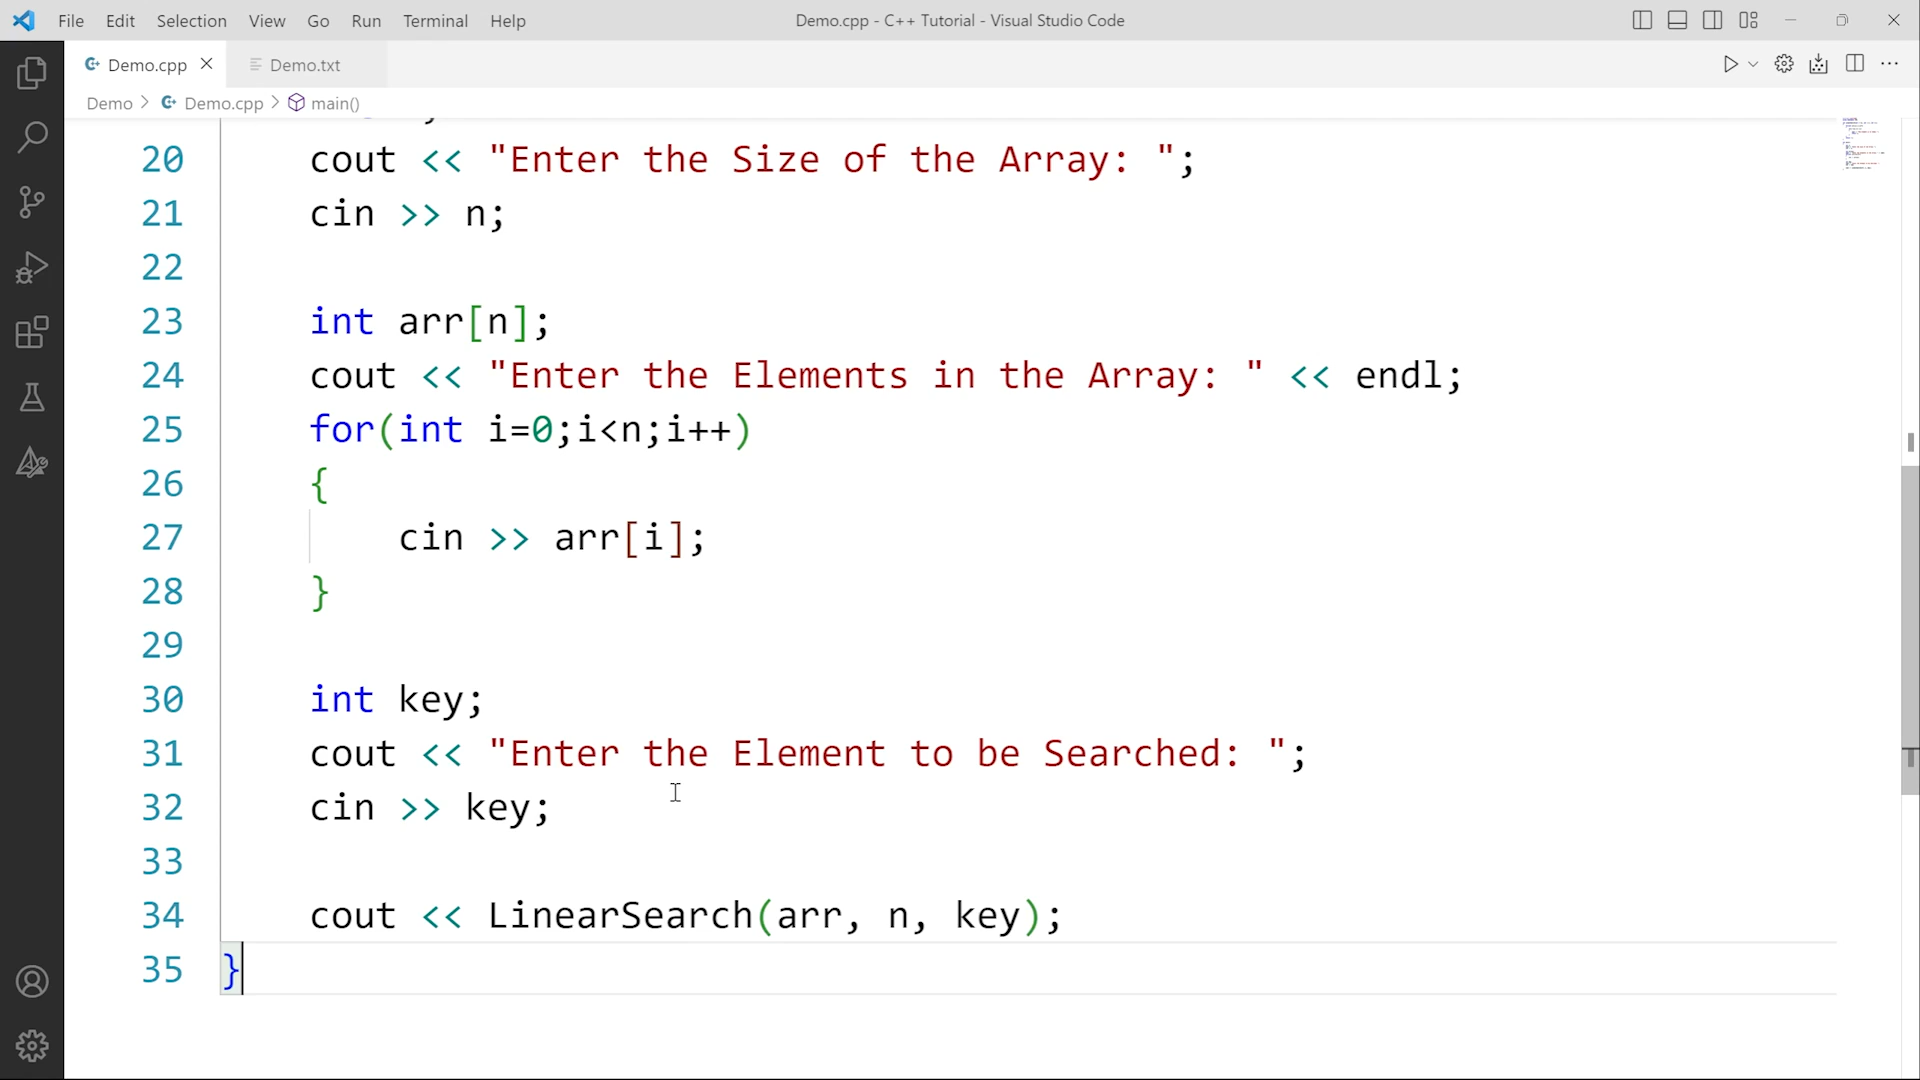 File Edit Selection View Go Run Terminal Help
Demo.cpp - C++ Tutorial - Visual Studio Code
Demo.cpp
Demo.txt
Demo > Demo.cpp > main()
20 cout << "Enter the Size of the Array: ";
21 cin >> n;
22
23 int arr[n];
24 cout << "Enter the Elements in the Array: " << endl;
25 for(int i=0;i<n;i++)
26 {
27 cin >> arr[i];
28 }
29
30 int key;
31 cout << "Enter the Element to be Searched: ";
32 cin >> key;
33
34 cout << LinearSearch(arr, n, key);
35 }